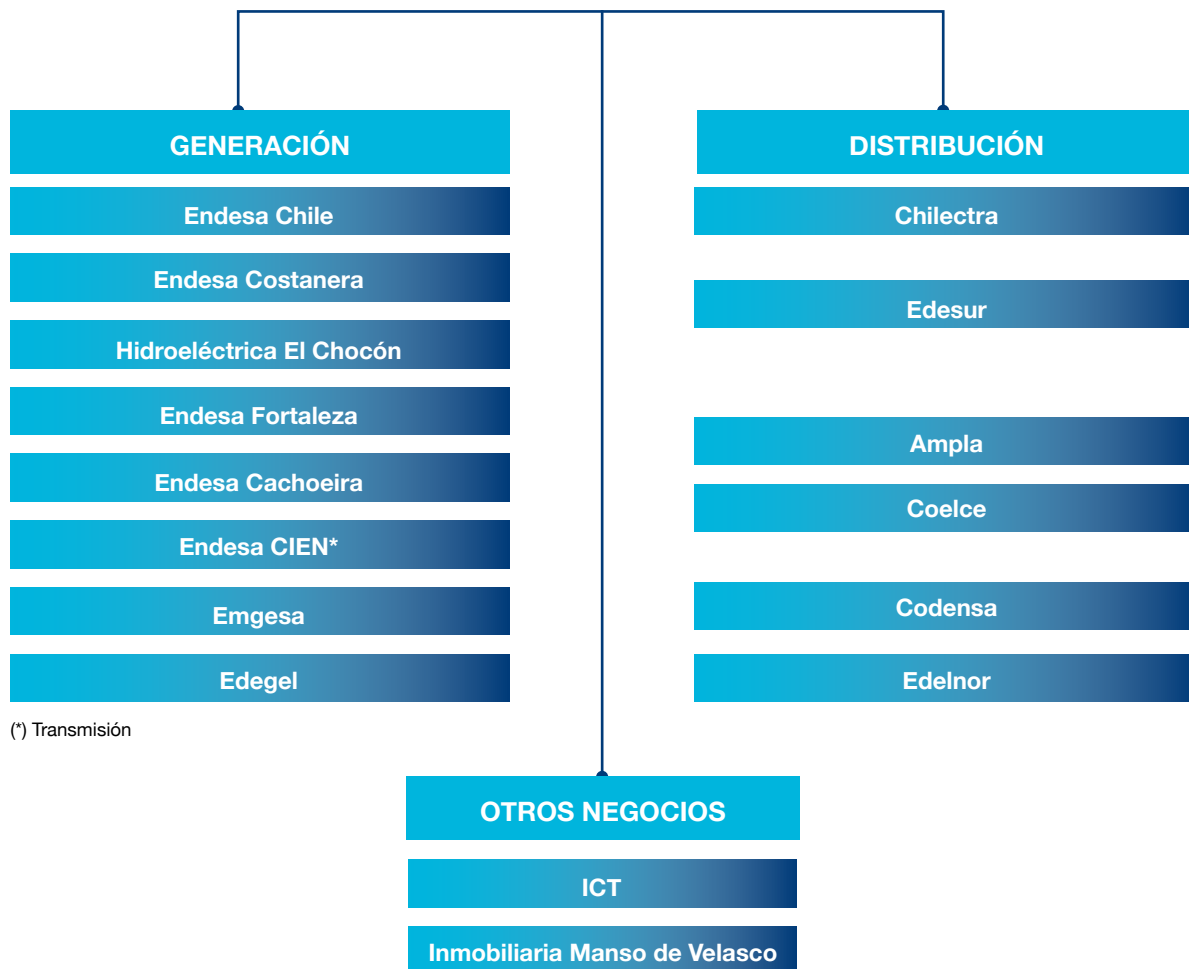 GENERACIÓN
Endesa Chile
Endesa Costanera
Hidroeléctrica El Chocón
Endesa Fortaleza
Endesa Cachoeira
Endesa CIEN*
Emgesa
Edegel
(*) Transmisión
DISTRIBUCIÓN
Chilectra
Edesur
Ampla
Coelce
Codensa
Edelnor
OTROS NEGOCIOS
ICT
Inmobiliaria Manso de Velasco